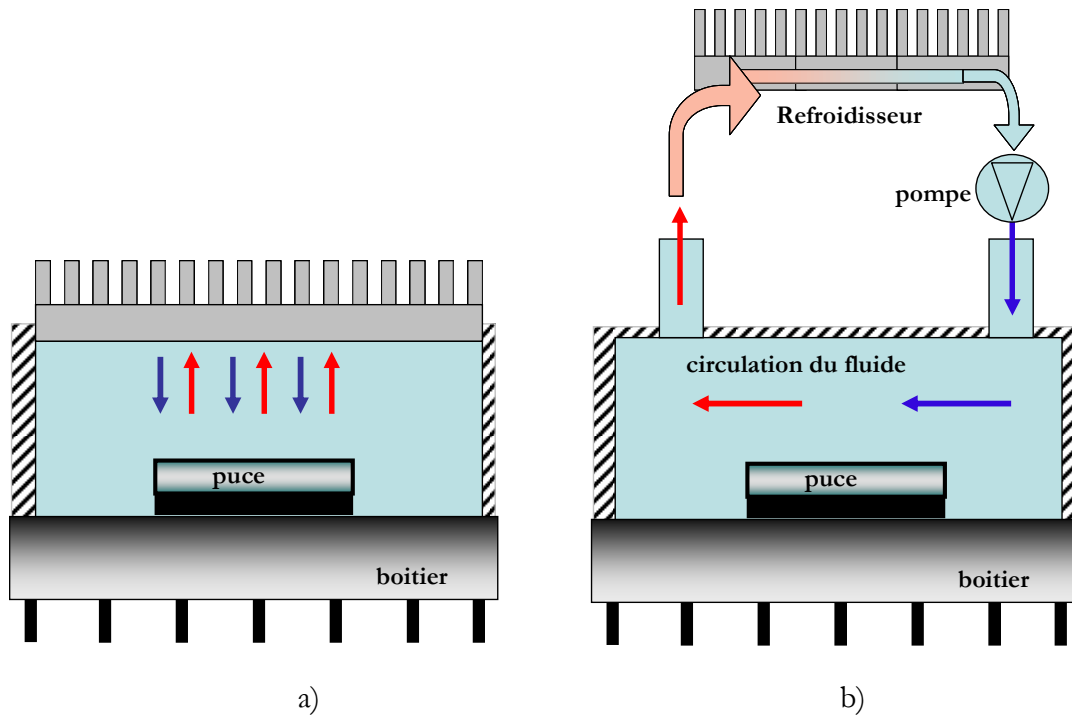 puce
boitier
a)
Refroidisseur
pompe
circulation du fluide
puce
boitier
b)